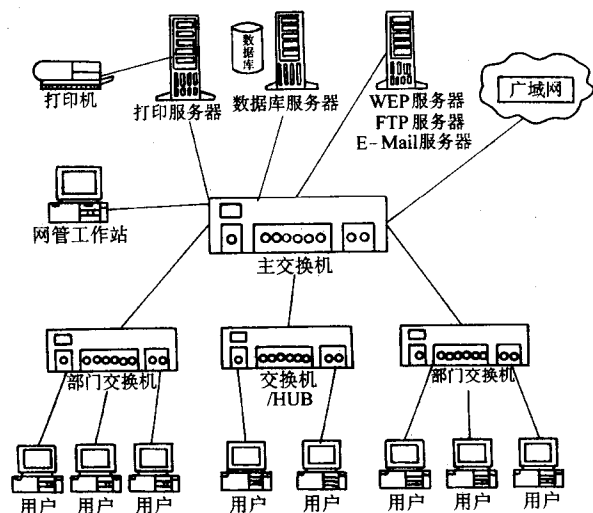 数
据
库
打印机
打印服务器
数据库服务器
WEP服务器
FTP服务器
E-Mail服务器
广域网
网管工作站
主交换机
部门交换机
交换机
/HUB
部门交换机
用户
用户
用户
用户
用户
用户
用户
用户